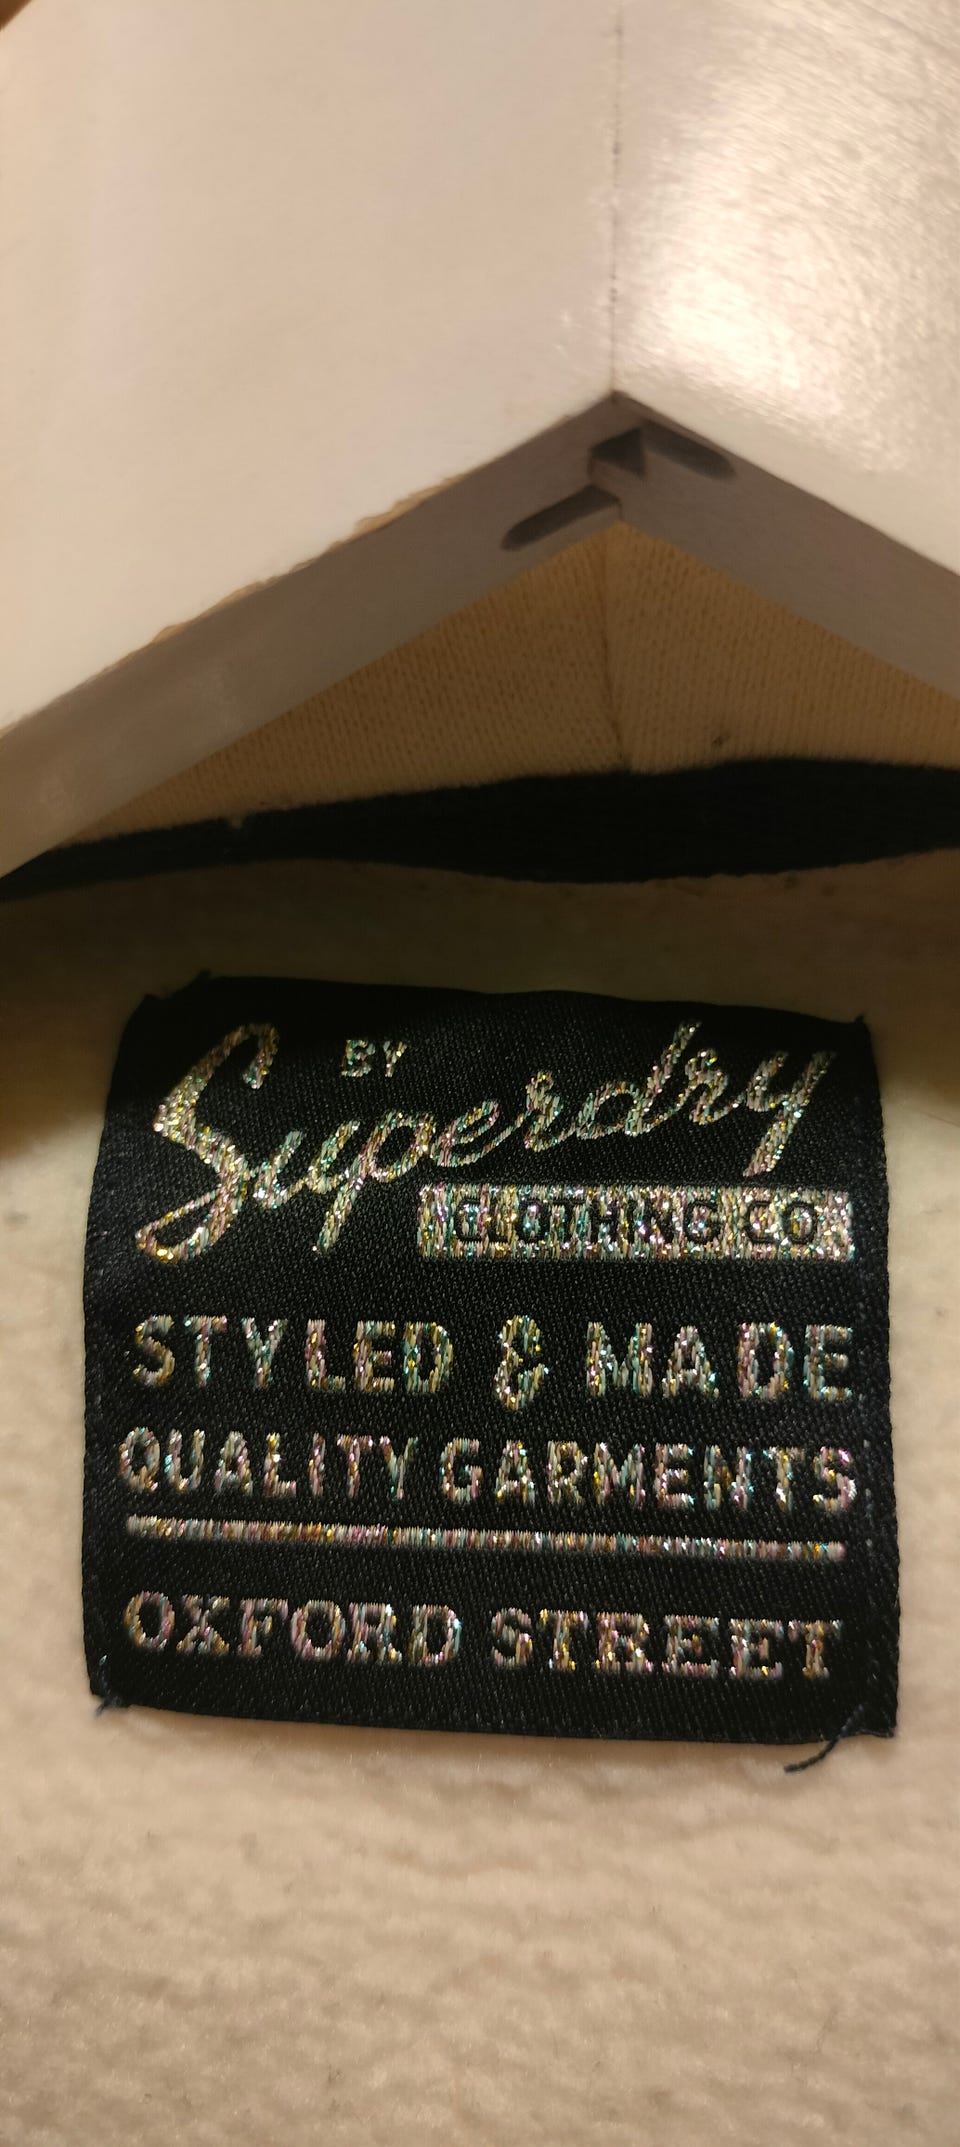 BY
Superdry
CLOTHING CO
STYLED & MADE
QUALITY GARMENTS
OXFORD STREET